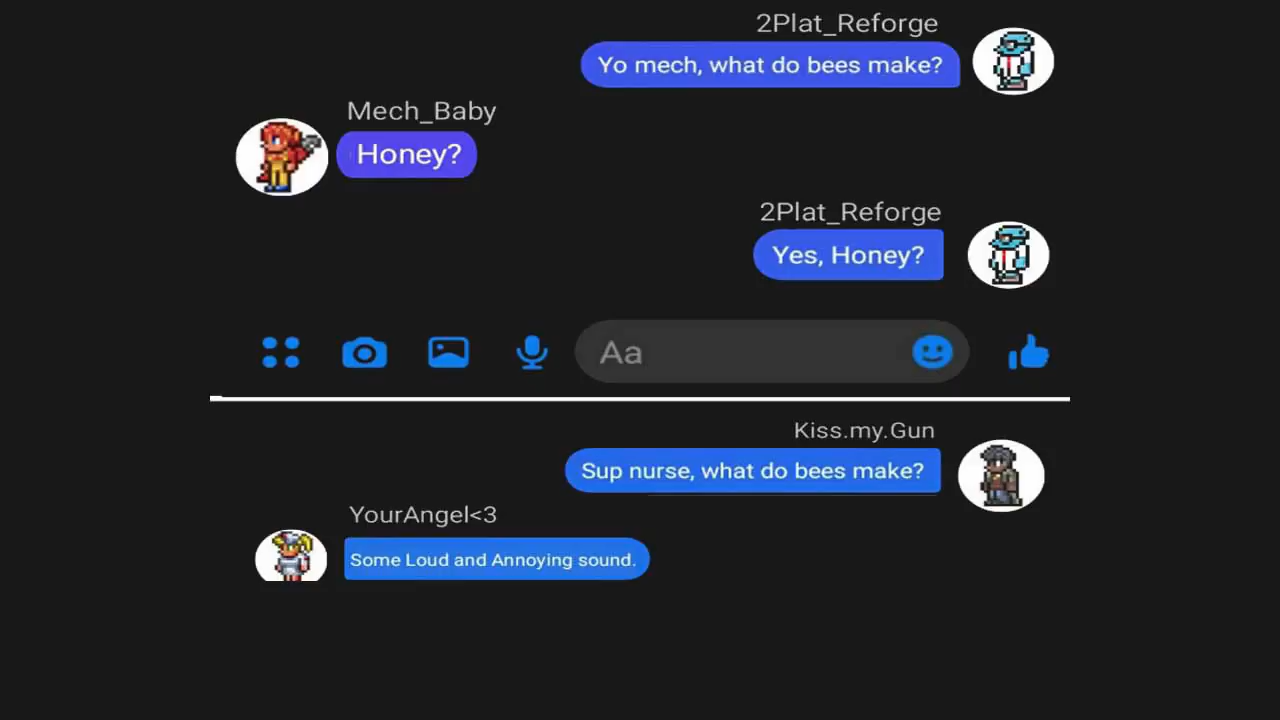 2Plat_Reforge
Yo mech, what do bees make?
Mech_Baby
Honey?
2Plat_Reforge
Yes, Honey?
Aa
Kiss.my.Gun
Sup nurse, what do bees make?
YourAngel<3
Some Loud and Annoying sound.